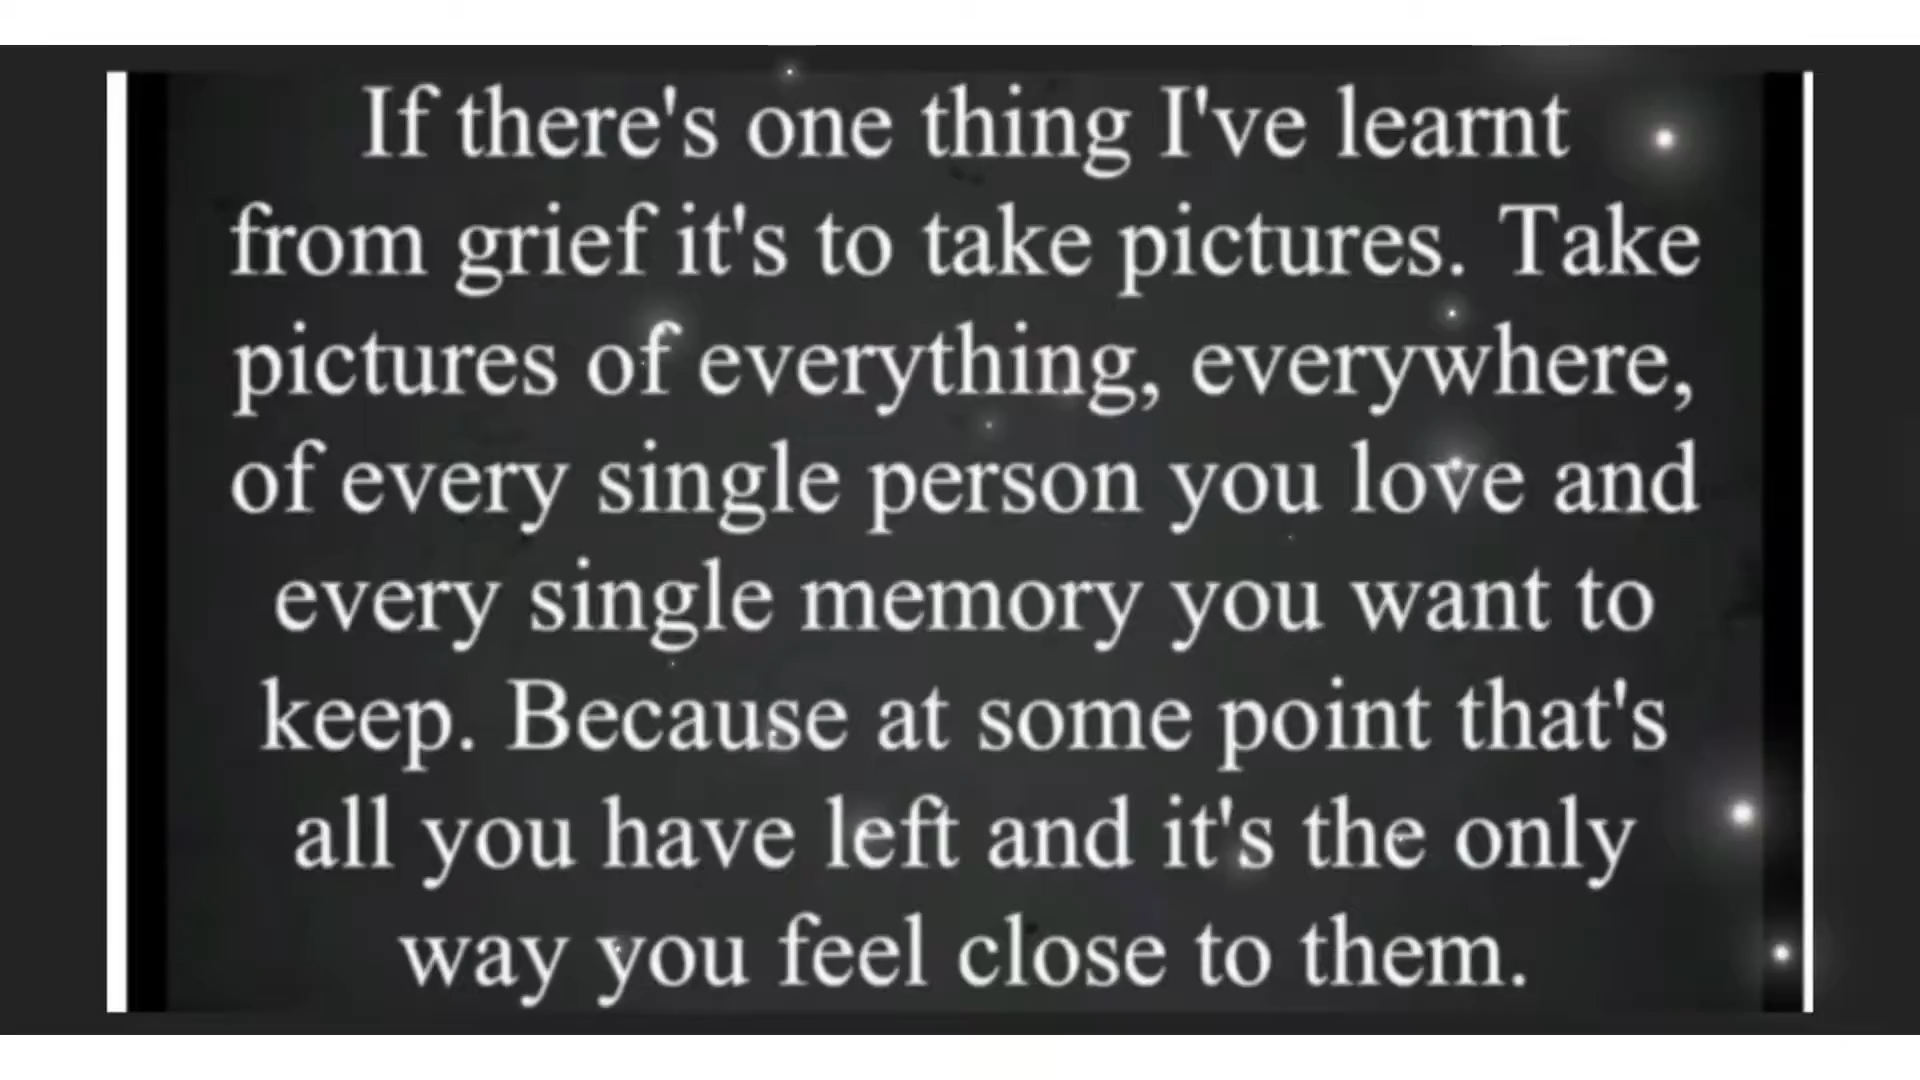 If there's one thing I've learnt
from grief it's to take pictures. Take
pictures of everything, everywhere,
of every single person you love and
every single memory you want to
keep. Because at some point that's
all you have left and it's the only
way you feel close to them.